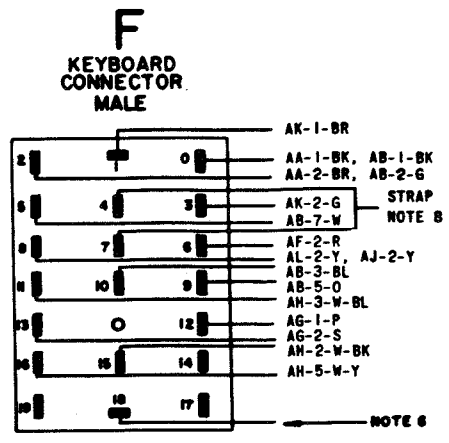 F
KEYBOARD
CONNECTOR
MALE
AK-1-BR
2
0
AA-1-BK, AB-1-BK
AA-2-BR, AB-2-G
5
4
3
AK-2-G
STRAP
AB-7-W
NOTE 8
8
7
6
AF-2-R
AL-2-Y, AJ-2-Y
AB-3-BL
11
10
9
AB-5-O
AH-3-W-BL
13
12
AG-1-P
AG-2-S
AH-2-W-BK
16
15
14
AH-5-W-Y
19
18
17
NOTE 6